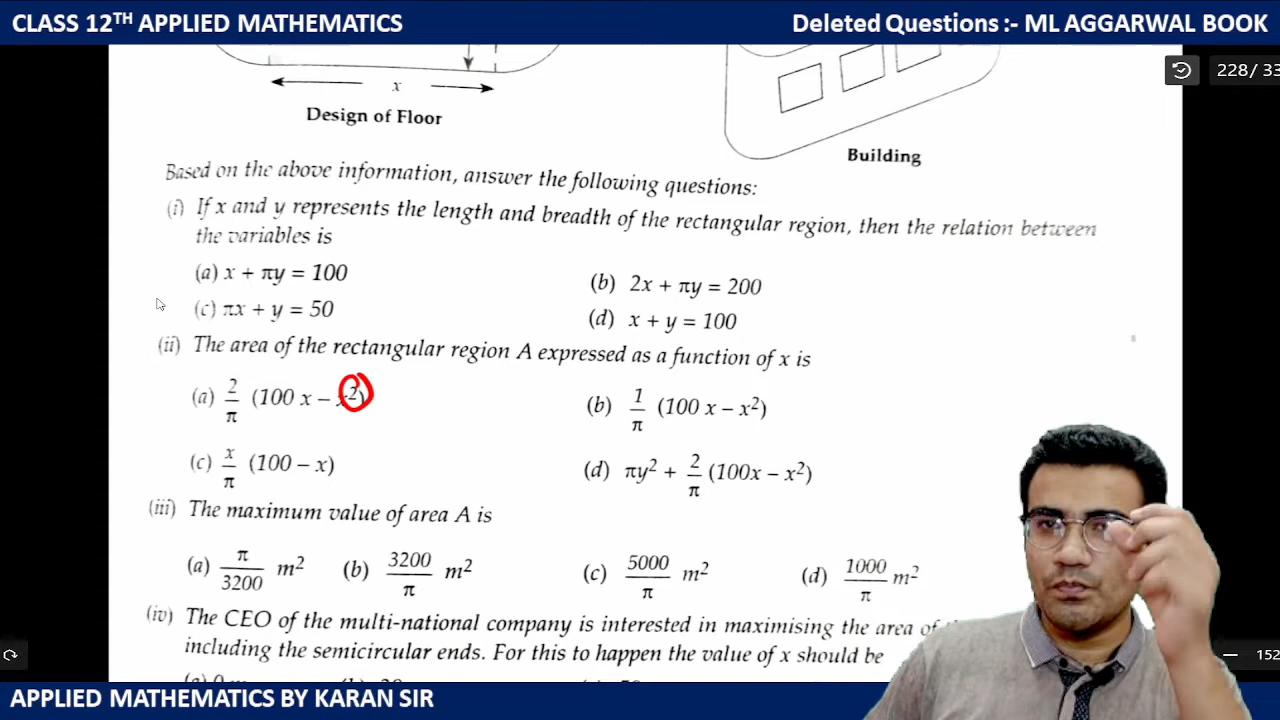 CLASS 12TH APPLIED MATHEMATICS
Deleted Questions :- ML AGGARWAL BOOK
228/33
x
Design of Floor
Building
Based on the above information, answer the following questions:
(i) If x and y represents the length and breadth of the rectangular region, then the relation between
the variables is
(a) x + πy = 100
(b) 2x + πy = 200
(c) πx + y = 50
(d) x + y = 100
(ii) The area of the rectangular region A expressed as a function of x is
(a) 2/π (100 x – x²)
(b) 1/π (100 x – x²)
(c) x/π (100 – x)
(d) πy² + 2/π (100x – x²)
(iii) The maximum value of area A is
(a) π/3200 m² (b) 3200/π m² (c) 5000/π m² (d) 1000/π m²
(iv) The CEO of the multi-national company is interested in maximising the area of
including the semicircular ends. For this to happen the value of x should be
152
APPLIED MATHEMATICS BY KARAN SIR